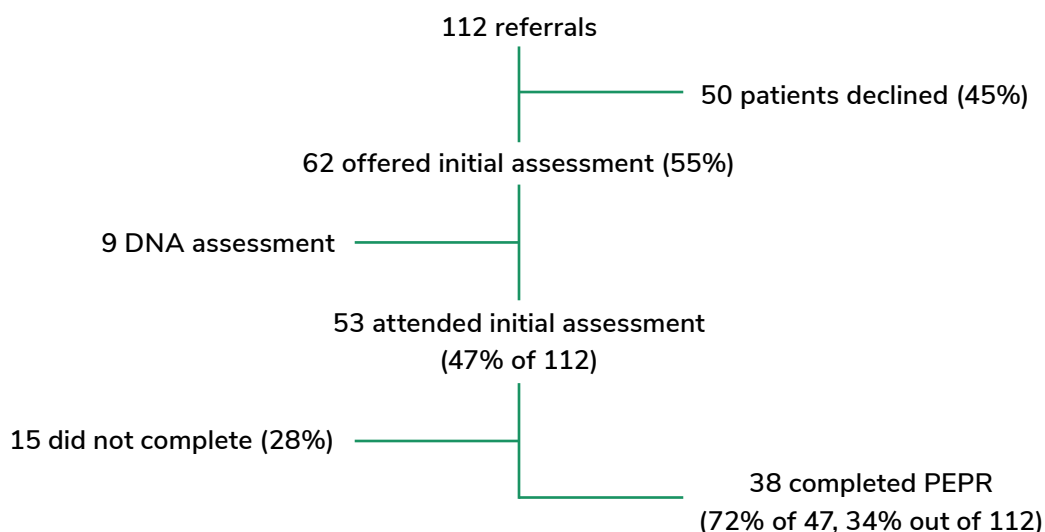 112 referrals
50 patients declined (45%)
62 offered initial assessment (55%)
9 DNA assessment
53 attended initial assessment
(47% of 112)
15 did not complete (28%)
38 completed PEPR
(72% of 47, 34% out of 112)